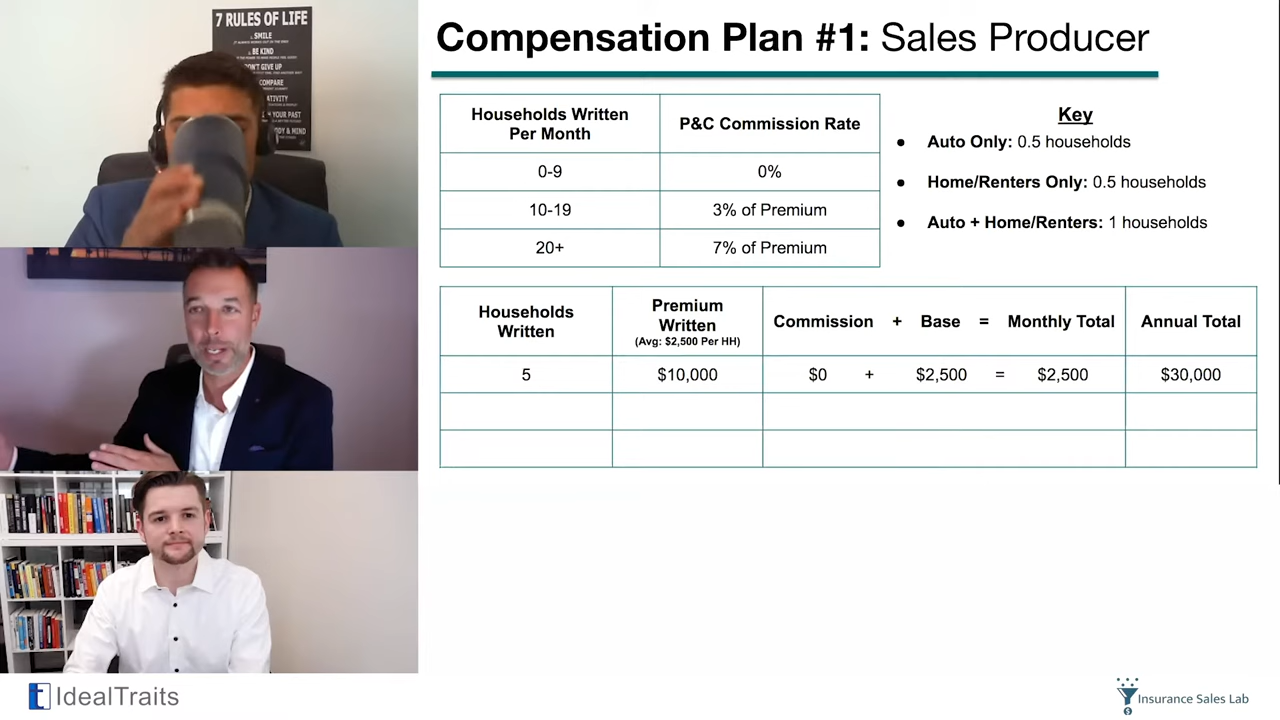 7 RULES OF LIFE
SMILE
BE KIND
DON'T GIVE UP
COMPARE
YOUR PAST
BODY & MIND
Compensation Plan #1: Sales Producer
Households Written
Per Month
P&C Commission Rate
0-9
0%
10-19
3% of Premium
20+
7% of Premium
Key
● Auto Only: 0.5 households
● Home/Renters Only: 0.5 households
● Auto + Home/Renters: 1 households
Households
Written
Premium
Written
(Avg: $2,500 Per HH)
Commission + Base = Monthly Total
Annual Total
5
$10,000
$0 + $2,500 = $2,500
$30,000
IdealTraits
Insurance Sales Lab